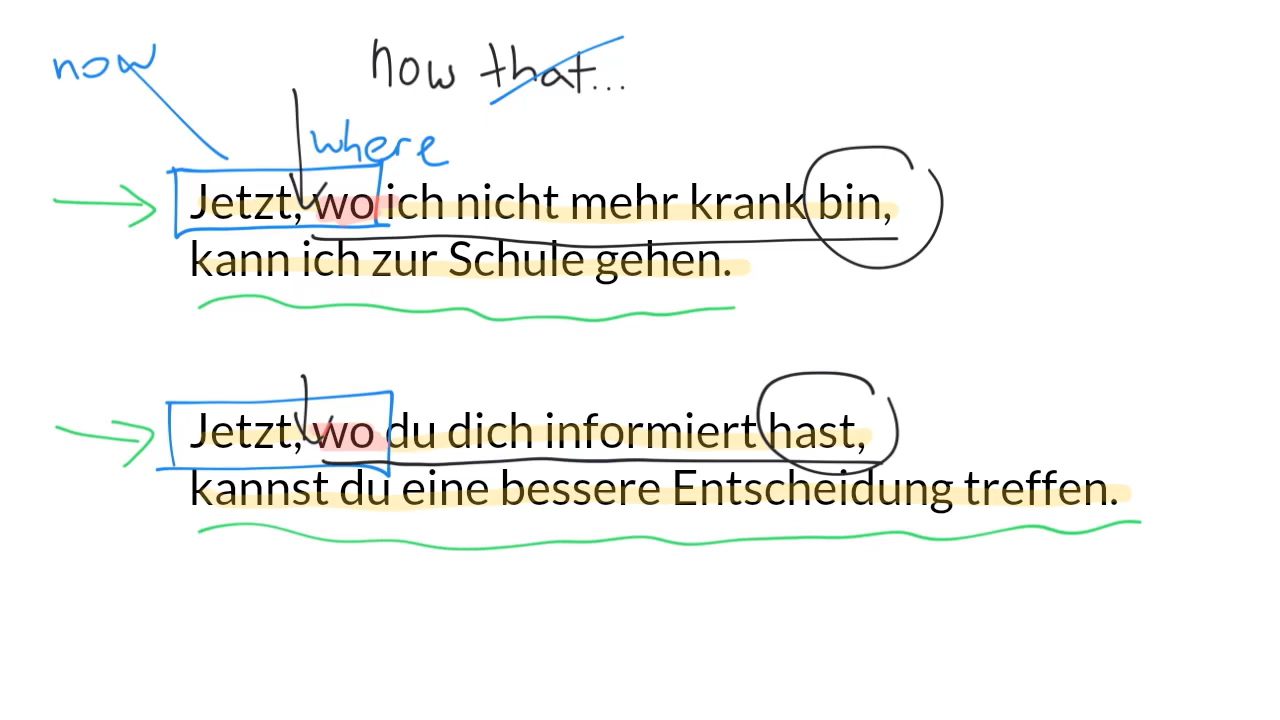 now
now that...
where
Jetzt, wo ich nicht mehr krank bin,
kann ich zur Schule gehen.
Jetzt, wo du dich informiert hast,
kannst du eine bessere Entscheidung treffen.